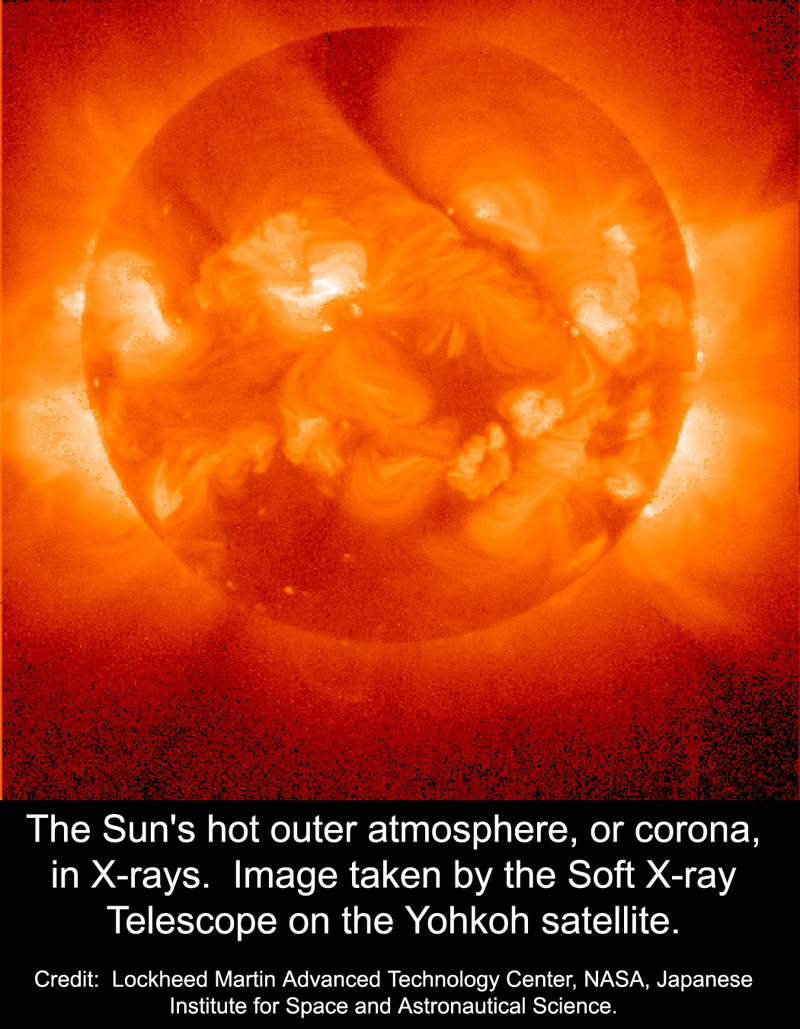 The Sun's hot outer atmosphere, or corona,
in X-rays.  Image taken by the Soft X-ray
Telescope on the Yohkoh satellite.
Credit:  Lockheed Martin Advanced Technology Center, NASA, Japanese
Institute for Space and Astronautical Science.